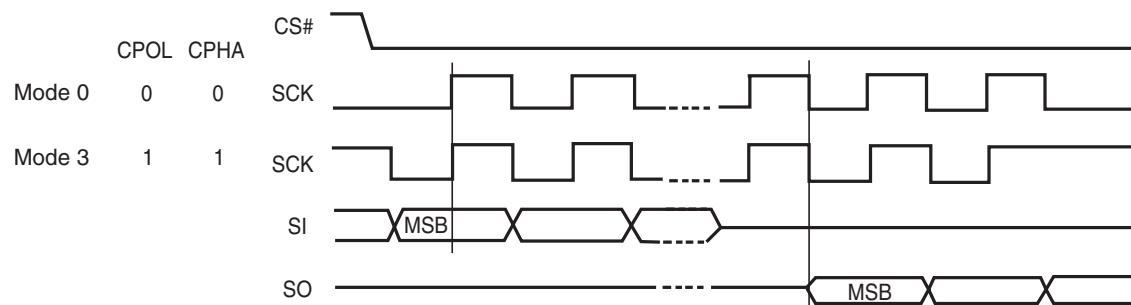 CS#
CPOL CPHA
Mode 0 0 0 SCK
Mode 3 1 1 SCK
SI MSB
SO MSB